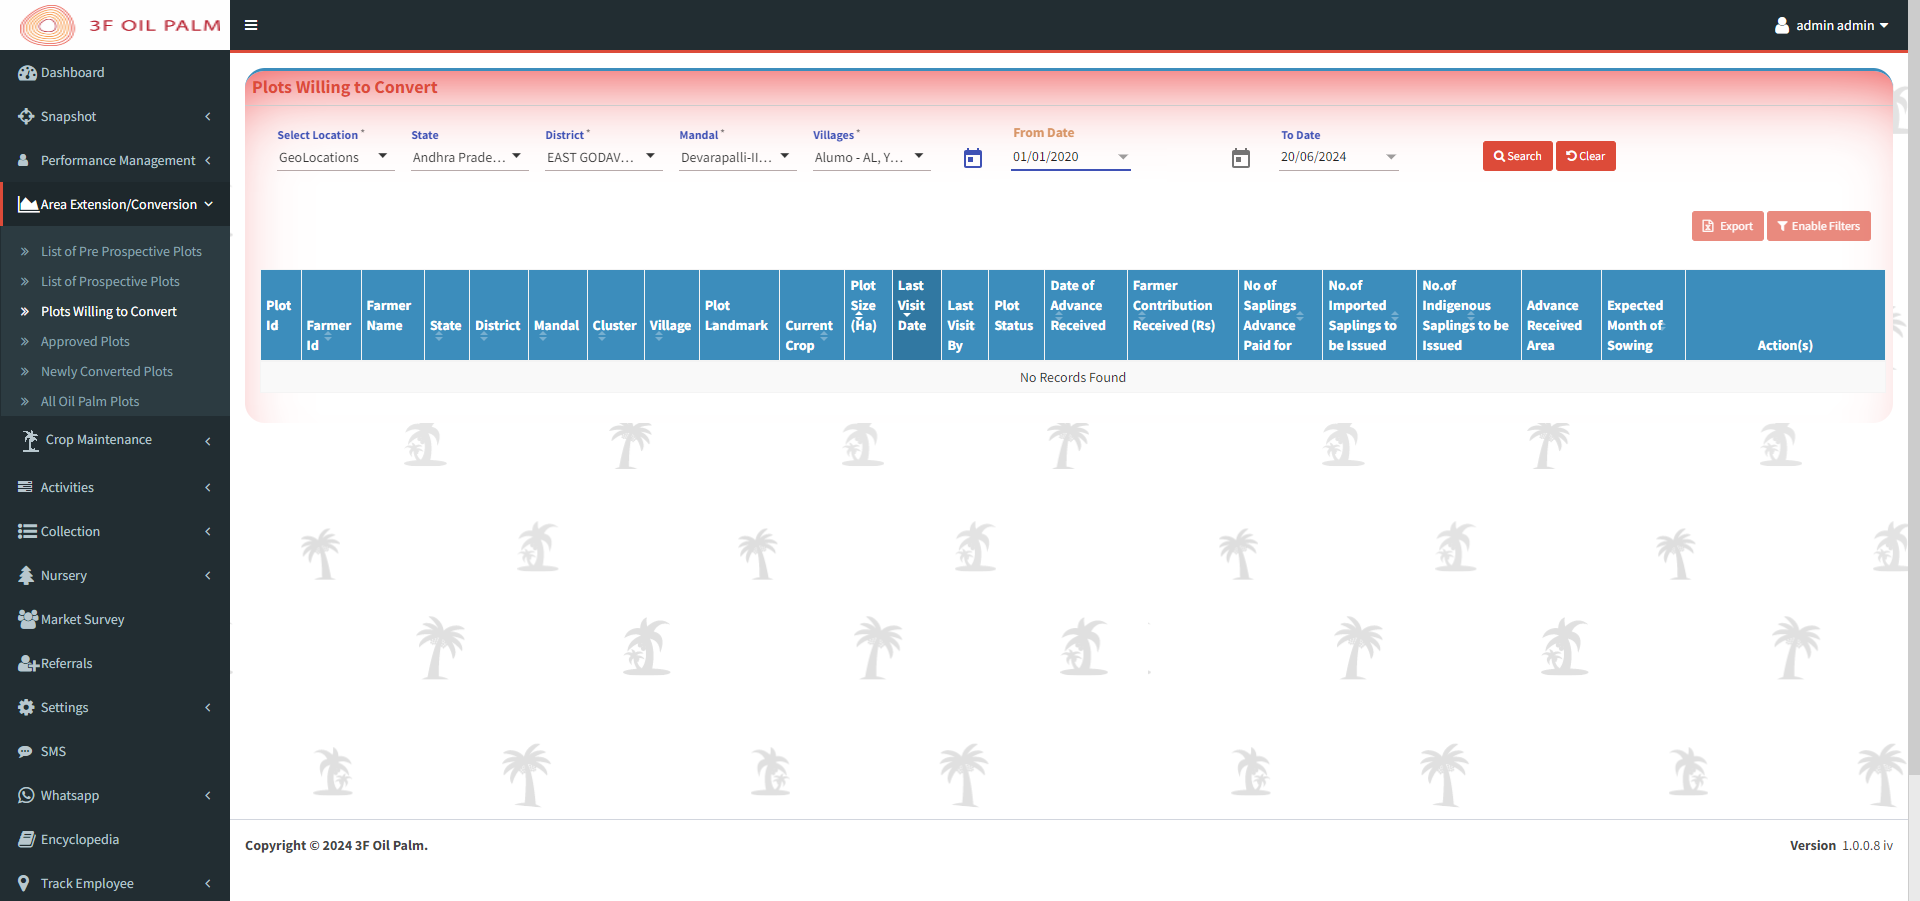 3F OIL PALM
admin admin
Dashboard
Snapshot
Performance Management
Area Extension/Conversion
List of Pre Prospective Plots
List of Prospective Plots
Plots Willing to Convert
Approved Plots
Newly Converted Plots
All Oil Palm Plots
Crop Maintenance
Activities
Collection
Nursery
Market Survey
Referrals
Settings
SMS
Whatsapp
Encyclopedia
Track Employee
Plots Willing to Convert
Select Location * State District * Mandal * Villages * From Date To Date
GeoLocations Andhra Prade... EAST GODAV... Devarapalli-II... Alumo - AL, Y... 01/01/2020 20/06/2024 Search Clear
Export Enable Filters
Plot Id
Farmer Id
Farmer Name
State
District
Mandal
Cluster
Village
Plot Landmark
Current Crop
Plot Size (Ha)
Last Visit Date
Last Visit By
Plot Status
Date of Advance Received
Farmer Contribution Received (Rs)
No of Saplings Advance Paid for
No.of Imported Saplings to be Issued
No.of Indigenous Saplings to be Issued
Advance Received Area
Expected Month of Sowing
Action(s)
No Records Found
Copyright © 2024 3F Oil Palm.
Version 1.0.0.8 iv